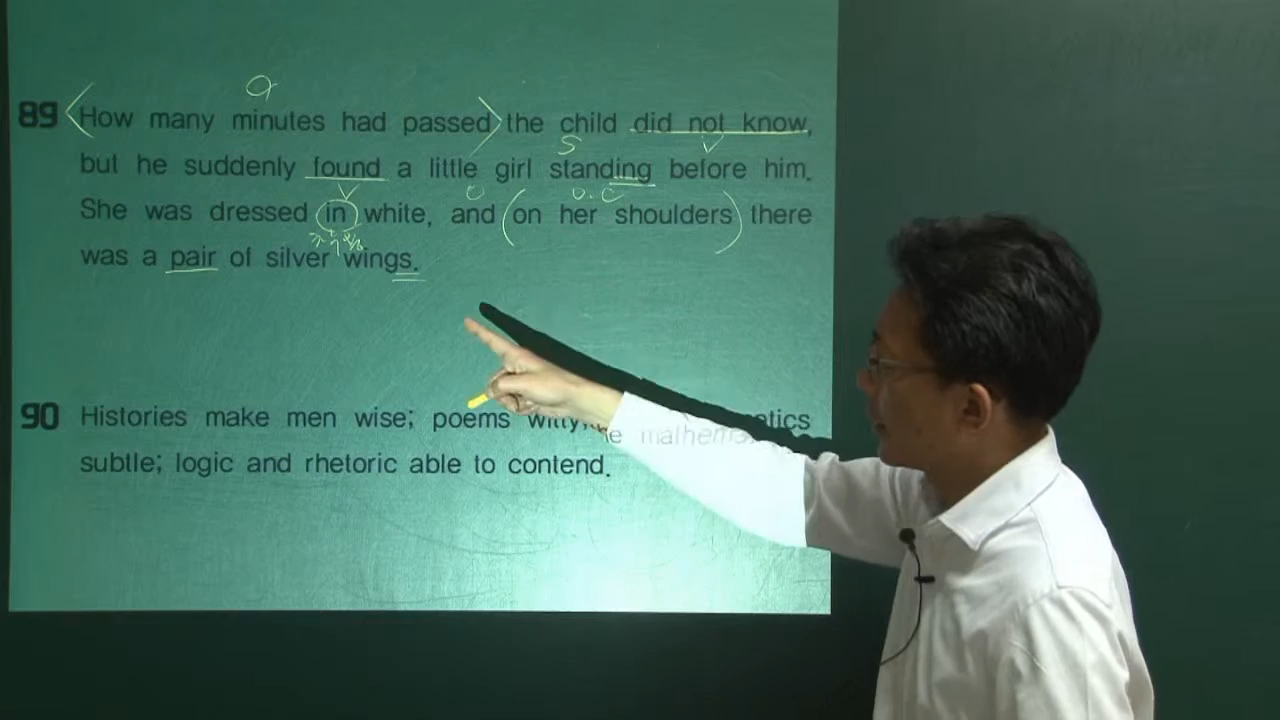 89 How many minutes had passed the child did not know,
but he suddenly found a little girl standing before him.
She was dressed in white, and on her shoulders there
was a pair of silver wings.
90 Histories make men wise; poems witty;
subtle; logic and rhetoric able to contend.